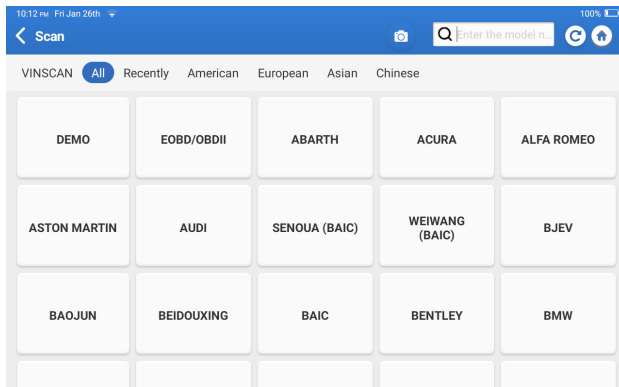 10:12 PM Fri Jan 26th 100%
Scan Enter the model n...
VINSCAN All Recently American European Asian Chinese
DEMO EOBD/OBDII ABARTH ACURA ALFA ROMEO
ASTON MARTIN AUDI SENOUA (BAIC) WEIWANG
(BAIC) BJEV
BAOJUN BEIDOUXING BAIC BENTLEY BMW